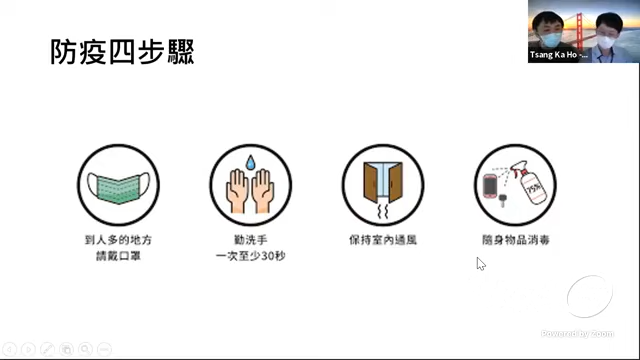 防疫四步驟
Tsang Ka Ho -...
到人多的地方
請戴口罩
勤洗手
一次至少30秒
保持室內通風
75%
隨身物品消毒
Powered by Zoom